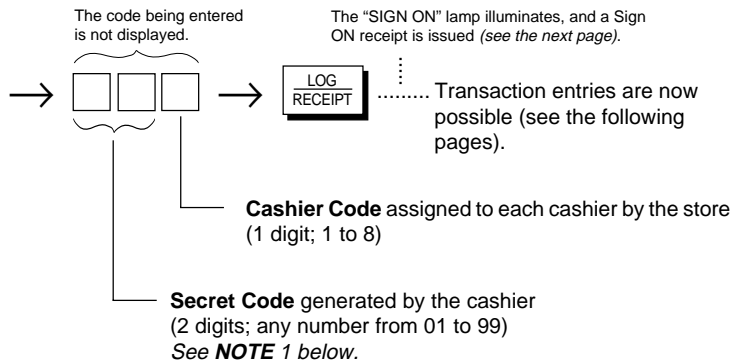 The code being entered
is not displayed.
The “SIGN ON” lamp illuminates, and a Sign
ON receipt is issued (see the next page).
LOG
RECEIPT
......... Transaction entries are now
possible (see the following
pages).
Cashier Code assigned to each cashier by the store
(1 digit; 1 to 8)
Secret Code generated by the cashier
(2 digits; any number from 01 to 99)
See NOTE 1 below.